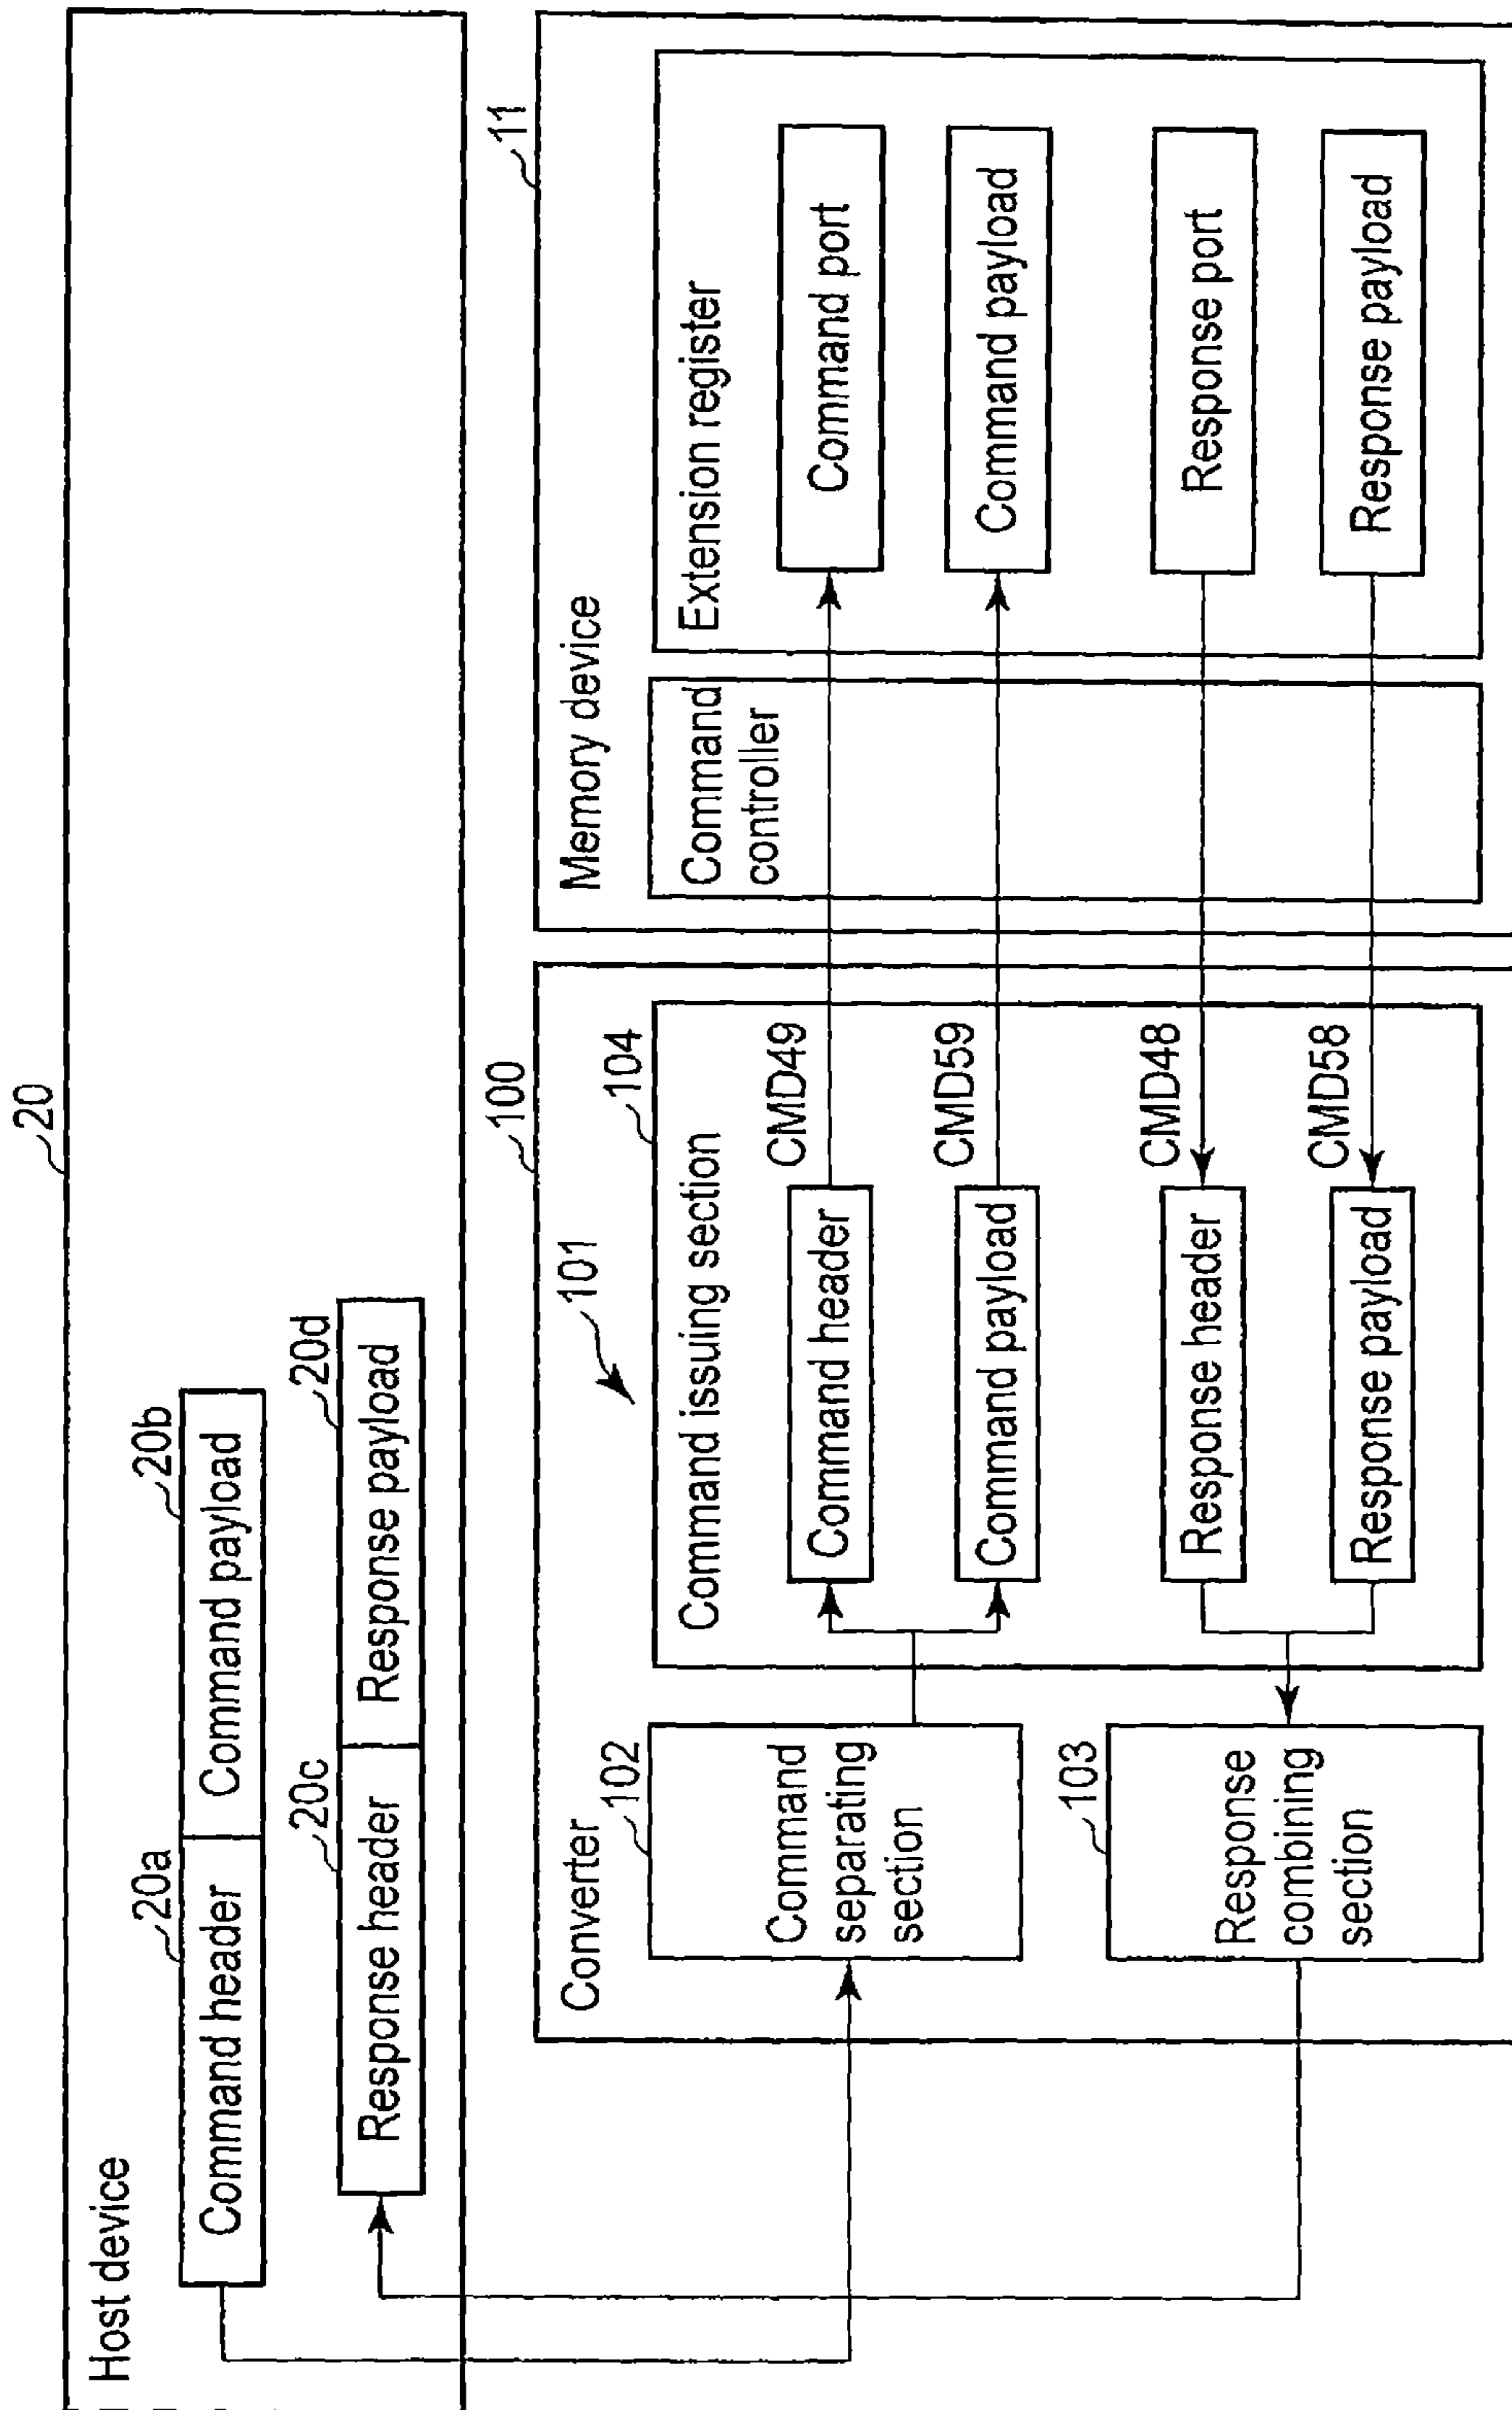 20
Host device
20a
20b
Command header
Command payload
20c
20d
Response header
Response payload
100
11
Converter
Memory device
102
Command
separating
section
103
Response
combining
section
101
104
Command issuing section
Command header
CMD49
Command payload
CMD59
Response header
CMD48
Response payload
CMD58
Command
controller
Extension register
Command port
Command payload
Response port
Response payload